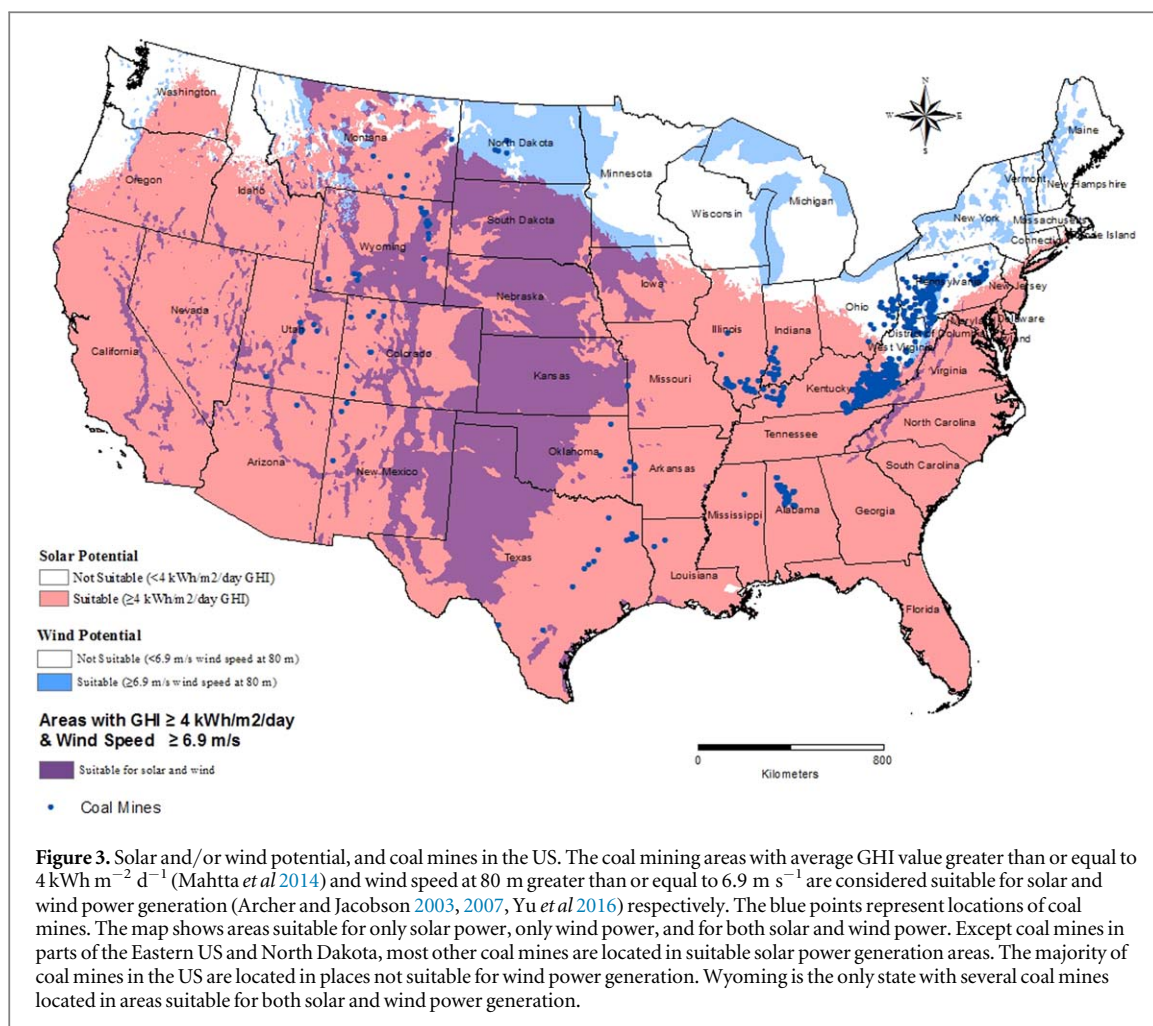 N
W
E
S
Washington
Montana
North Dakota
Minnesota
Maine
Oregon
Idaho
Wisconsin
Michigan
Vermont
New Hampshire
New York
Massachusetts
South Dakota
Connecticut
Rhode Island
Wyoming
Iowa
Pennsylvania
New Jersey
Nebraska
Nevada
Ohio
Delaware
Maryland
Utah
Illinois
Indiana
District of Columbia
California
Colorado
West Virginia
Virginia
Kansas
Missouri
Kentucky
North Carolina
Tennessee
Oklahoma
Arizona
New Mexico
Arkansas
South Carolina
Mississippi
Alabama
Georgia
Texas
Louisiana
Florida
Solar Potential
Not Suitable (<4 kWh/m2/day GHI)
Suitable (≥4 kWh/m2/day GHI)
Wind Potential
Not Suitable (<6.9 m/s wind speed at 80 m)
Suitable (≥6.9 m/s wind speed at 80 m)
Areas with GHI ≥ 4 kWh/m2/day
& Wind Speed ≥ 6.9 m/s
Suitable for solar and wind
Coal Mines
0 800
Kilometers
Figure 3. Solar and/or wind potential, and coal mines in the US. The coal mining areas with average GHI value greater than or equal to
4 kWh m⁻² d⁻¹ (Mahtta et al 2014) and wind speed at 80 m greater than or equal to 6.9 m s⁻¹ are considered suitable for solar and
wind power generation (Archer and Jacobson 2003, 2007, Yu et al 2016) respectively. The blue points represent locations of coal
mines. The map shows areas suitable for only solar power, only wind power, and for both solar and wind power. Except coal mines in
parts of the Eastern US and North Dakota, most other coal mines are located in suitable solar power generation areas. The majority of
coal mines in the US are located in places not suitable for wind power generation. Wyoming is the only state with several coal mines
located in areas suitable for both solar and wind power generation.